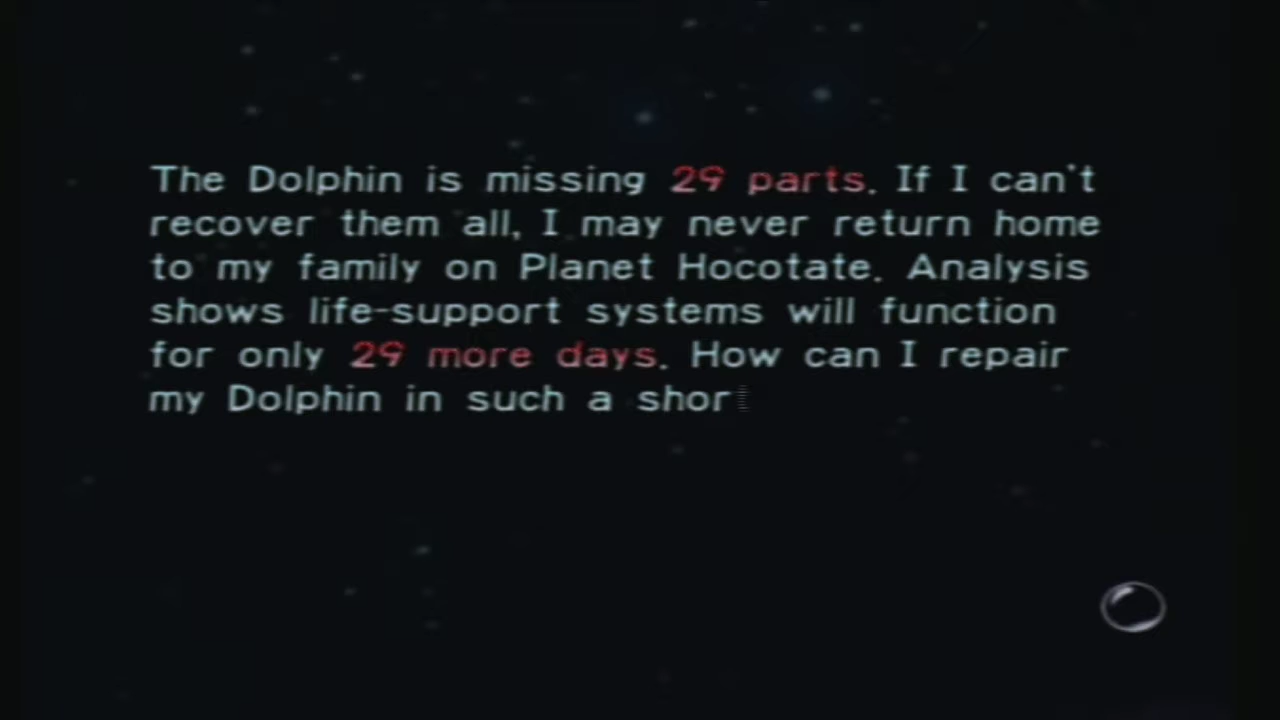 The Dolphin is missing 29 parts. If I can't
recover them all, I may never return home
to my family on Planet Hocotate. Analysis
shows life-support systems will function
for only 29 more days. How can I repair
my Dolphin in such a shor